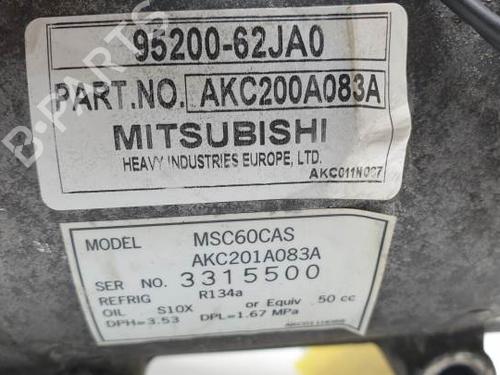 95200-62JA0
PART.NO. AKC200A083A
MITSUBISHI
HEAVY INDUSTRIES EUROPE, LTD.
AKC011N027
MODEL MSC60CAS
AKC201A083A
SER NO. 3315500
REFRIG R134a
OIL S10X or Equiv 50 cc
DPH=3.53 DPL=1.67 MPa
B-PARTS